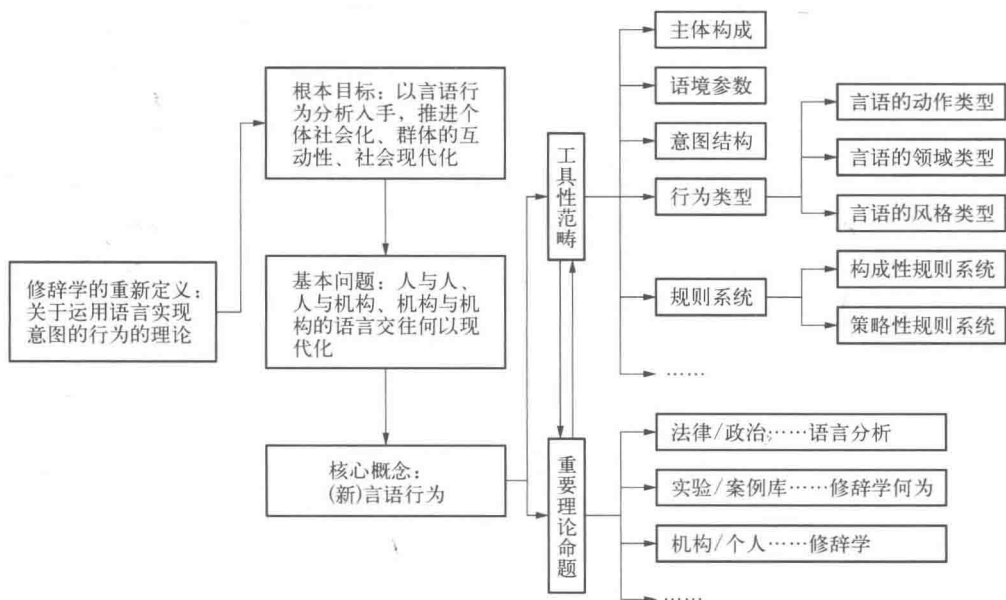 修辞学的重新定义：
关于运用语言实现
意图的行为的理论
根本目标：以言语行
为分析入手，推进个
体社会化、群体的互
动性、社会现代化
基本问题：人与人、
人与机构、机构与机
构的语言交往何以现
代化
核心概念：
(新)言语行为
工具性范畴
重要理论命题
主体构成
语境参数
意图结构
行为类型
言语的动作类型
言语的领域类型
言语的风格类型
规则系统
构成性规则系统
策略性规则系统
……
法律/政治……语言分析
实验/案例库……修辞学何为
机构/个人……修辞学
……